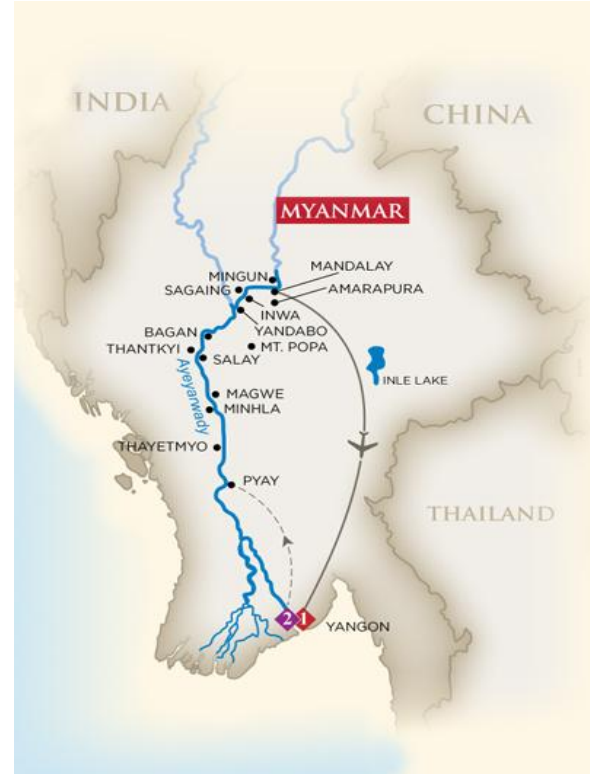 INDIA
CHINA
MYANMAR
MINGUN
MANDALAY
SAGAING
AMARAPURA
INWA
BAGAN
YANDABO
THANTKYI
MT. POPA
SALAY
INLE LAKE
Ayeyarwady
MAGWE
MINHLA
THAYETMYO
PYAY
THAILAND
2 1
YANGON